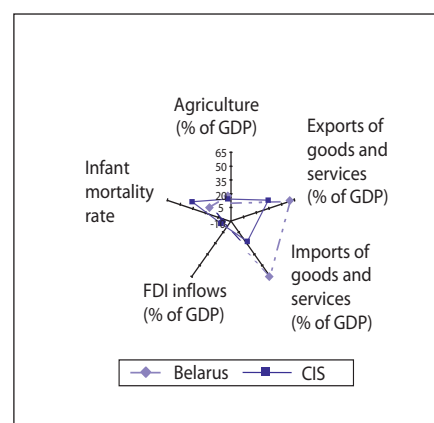 Agriculture
(% of GDP)
65
50
35
20
5
-10
Exports of
goods and
services
(% of GDP)
Infant
mortality
rate
Imports of
goods and
services
(% of GDP)
FDI inflows
(% of GDP)
Belarus
CIS